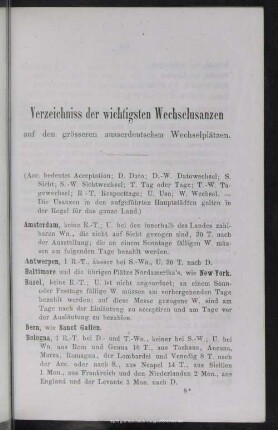 Verzeichniss der wichtigsten Wechselusanzen
auf den grösseren ausserdeutschen Wechselplätzen.
(Acc. bedeutet Acceptation; D. Dato; D.-W. Datowechsel; S.
Sicht; S.-W. Sichtwechsel; T. Tag oder Tage; T.-W. Ta-
gewechsel; R.-T. Respecttage; U. Uso; W. Wechsel. —
Die Usanzen in den aufgeführten Hauptstädten gelten in
der Regel für das ganze Land.)
Amsterdam, keine R.-T.; U. bei den innerhalb des Landes zahl-
baren Wn., die nicht auf Sicht gezogen sind, 30 T. nach
der Ausstellung; die an einem Sonntage fälligen W. müs-
sen am folgenden Tage bezahlt werden.
Antwerpen, 1 R.-T., ausser bei S.-Wn., U. 30 T. nach D.
Baltimore und die übrigen Plätze Nordamerika's, wie New-York.
Basel, keine R.-T.; U. ist nicht angeordnet; an einem Sonn-
oder Festtage fällige W. müssen am vorhergehenden Tage
bezahlt werden; auf diese Messe gezogene W. sind am
Tage nach der Einläutung zu acceptiren und am Tage vor
der Ausläutung zu bezahlen.
Bern, wie Sanct Gallen.
Bologna, 1 R.-T. bei D.- und T.-Wn., keiner bei S.-W.; U. bei
Wn. aus Rom und Genua 10 T., aus Toskana, Ancona,
Marca, Romagna, der Lombardei und Venedig 8 T. nach
der Acc. oder nach S., aus Neapel 14 T., aus Sicilien
1 Mon., aus Frankreich und den Niederlanden 2 Mon., aus
England und der Levante 3 Mon. nach D.
8*